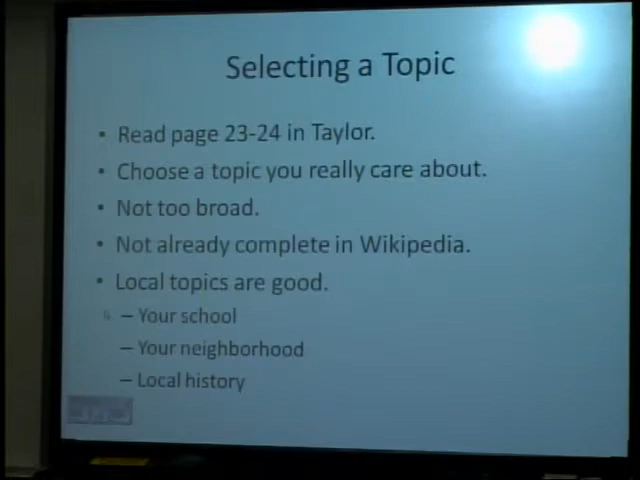 Selecting a Topic
• Read page 23-24 in Taylor.
• Choose a topic you really care about.
• Not too broad.
• Not already complete in Wikipedia.
• Local topics are good.
– Your school
– Your neighborhood
– Local history